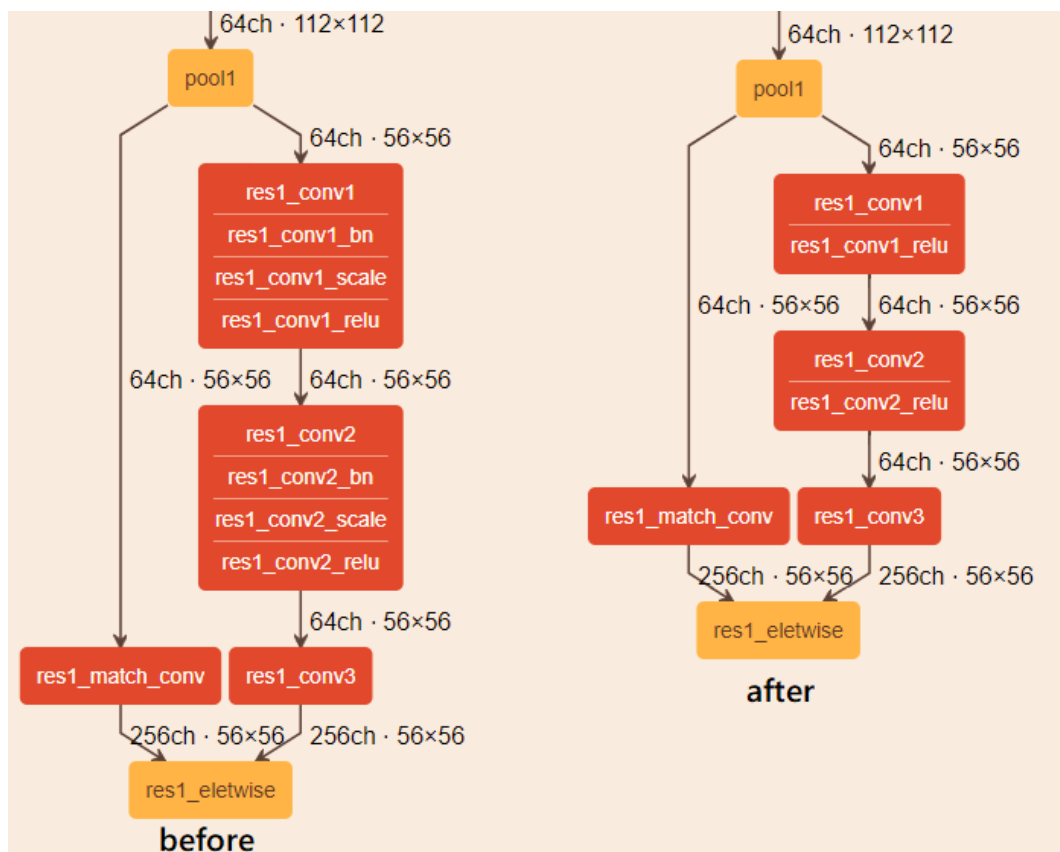 64ch · 112×112
pool1
64ch · 56×56
res1_conv1
res1_conv1_bn
res1_conv1_scale
res1_conv1_relu
64ch · 56×56
64ch · 56×56
res1_conv2
res1_conv2_bn
res1_conv2_scale
res1_conv2_relu
64ch · 56×56
res1_match_conv
res1_conv3
256ch · 56×56
256ch · 56×56
res1_eletwise
before
64ch · 112×112
pool1
64ch · 56×56
res1_conv1
res1_conv1_relu
64ch · 56×56
64ch · 56×56
res1_conv2
res1_conv2_relu
64ch · 56×56
res1_match_conv
res1_conv3
256ch · 56×56
256ch · 56×56
res1_eletwise
after